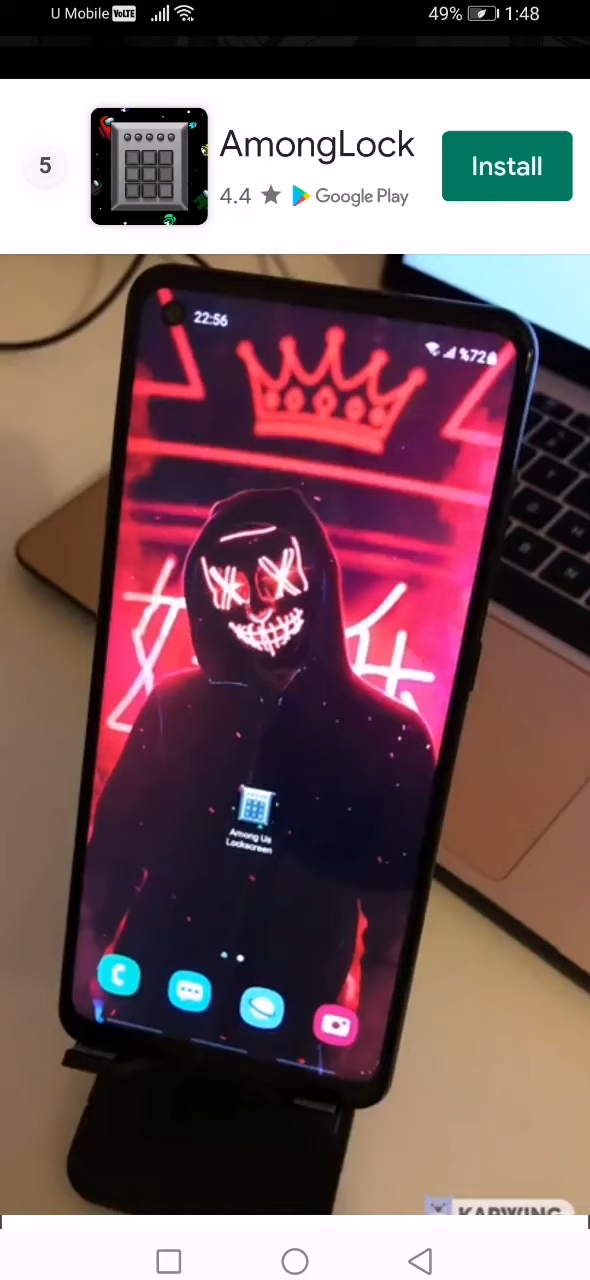 U Mobile VoLTE 49% 1:48
5
AmongLock
Install
4.4 ★ Google Play
22:56
%72
Among Us
Lockscreen
KAPWING